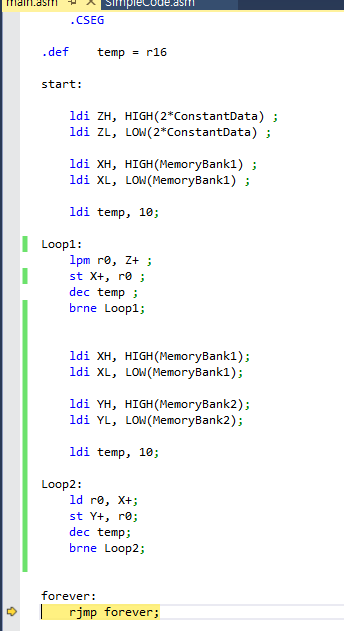 main.asm SimpleCode.asm
.CSEG
.def temp = r16
start:
ldi ZH, HIGH(2*ConstantData) ;
ldi ZL, LOW(2*ConstantData) ;
ldi XH, HIGH(MemoryBank1) ;
ldi XL, LOW(MemoryBank1) ;
ldi temp, 10;
Loop1:
lpm r0, Z+ ;
st X+, r0 ;
dec temp ;
brne Loop1;
ldi XH, HIGH(MemoryBank1);
ldi XL, LOW(MemoryBank1);
ldi YH, HIGH(MemoryBank2);
ldi YL, LOW(MemoryBank2);
ldi temp, 10;
Loop2:
ld r0, X+;
st Y+, r0;
dec temp;
brne Loop2;
forever:
rjmp forever;